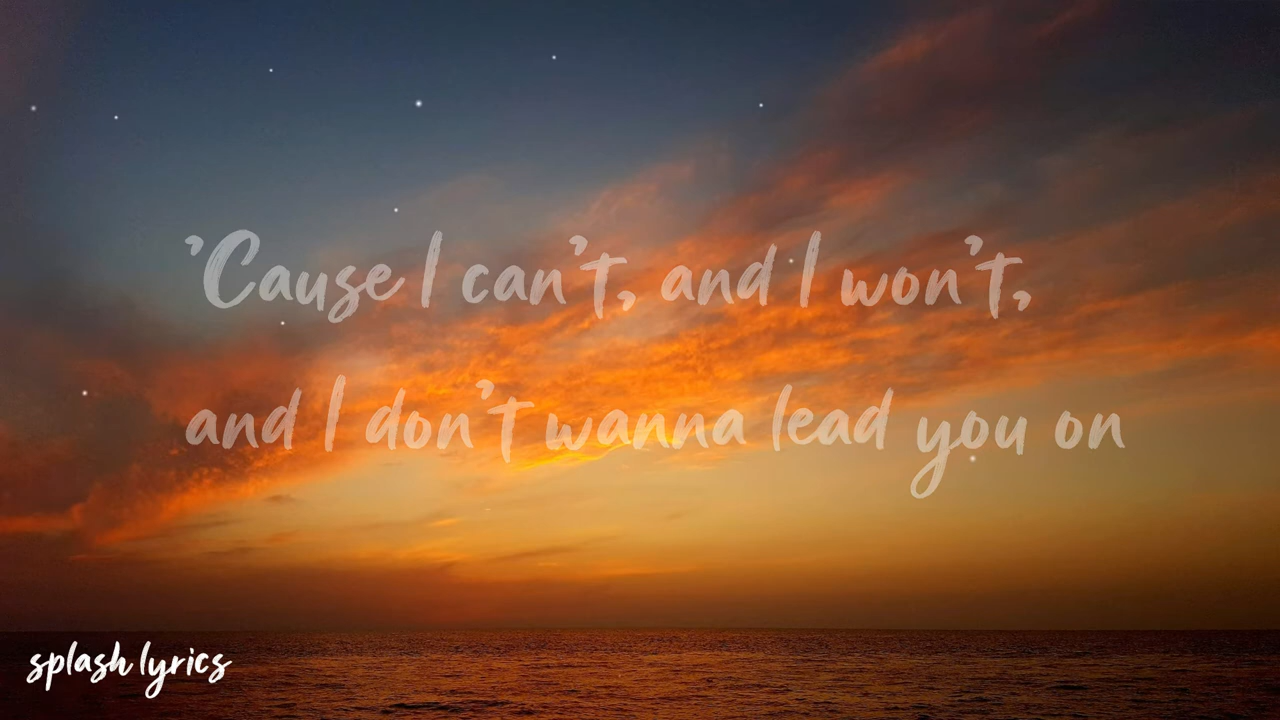 'Cause I can't, and I won't,
and I don't wanna lead you on
splash lyrics